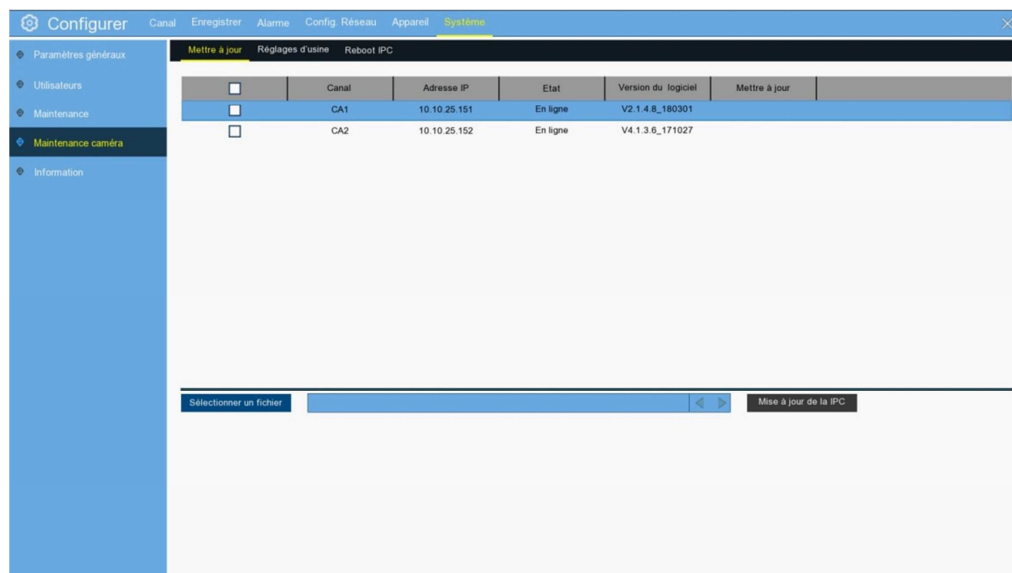 Configurer Canal Enregistrer Alarme Config. Réseau Appareil Système
Paramètres généraux
Utilisateurs
Maintenance
Maintenance caméra
Information
Mettre à jour Réglages d'usine Reboot IPC
Canal Adresse IP Etat Version du logiciel Mettre à jour
CA1 10.10.25.151 En ligne V2.1.4.8_180301
CA2 10.10.25.152 En ligne V4.1.3.6_171027
Sélectionner un fichier Mise à jour de la IPC